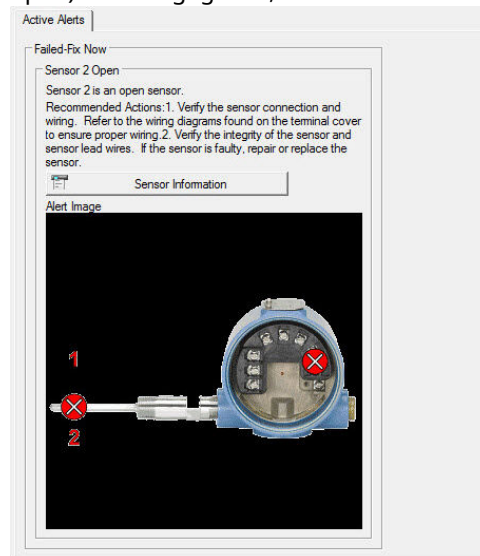 Active Alerts
Failed-Fix Now
Sensor 2 Open
Sensor 2 is an open sensor.
Recommended Actions:1. Verify the sensor connection and
wiring.  Refer to the wiring diagrams found on the terminal cover
to ensure proper wiring.2. Verify the integrity of the sensor and
sensor lead wires.  If the sensor is faulty, repair or replace the
sensor.
Sensor Information
Alert Image
1
2